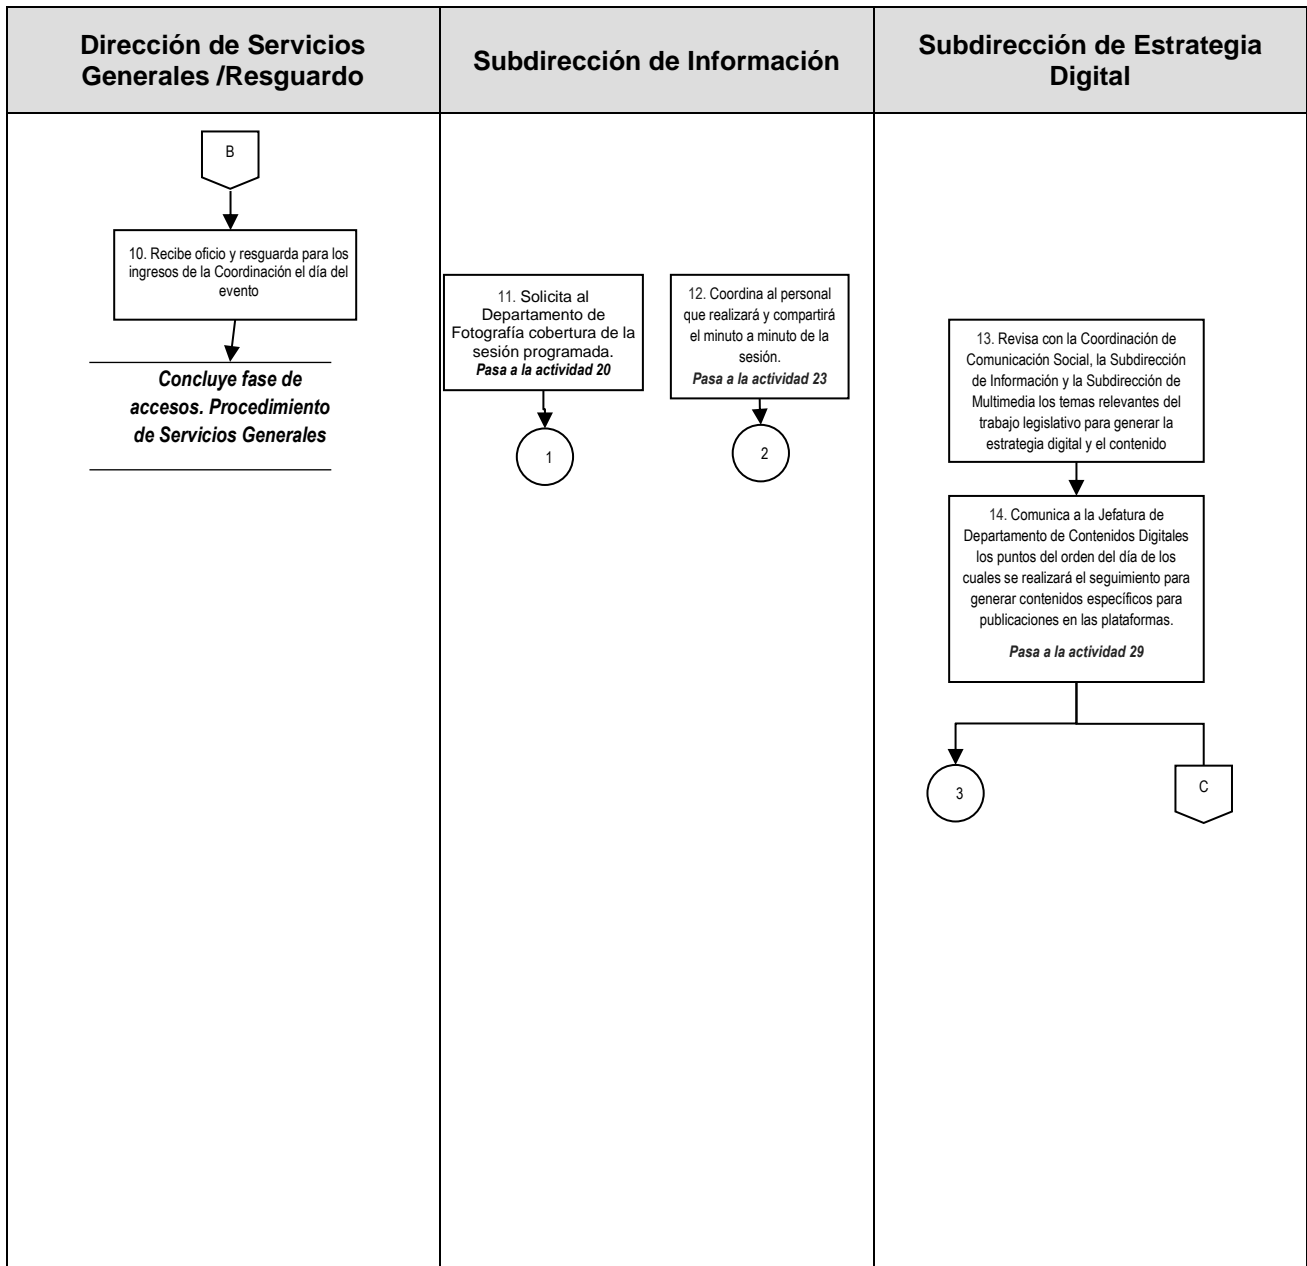 Dirección de Servicios
Generales /Resguardo
Subdirección de Información
Subdirección de Estrategia
Digital
B
10. Recibe oficio y resguarda para los
ingresos de la Coordinación el día del
evento
Concluye fase de
accesos. Procedimiento
de Servicios Generales
11. Solicita al
Departamento de
Fotografía cobertura de la
sesión programada.
Pasa a la actividad 20
1
12. Coordina al personal
que realizará y compartirá
el minuto a minuto de la
sesión.
Pasa a la actividad 23
2
13. Revisa con la Coordinación de
Comunicación Social, la Subdirección
de Información y la Subdirección de
Multimedia los temas relevantes del
trabajo legislativo para generar la
estrategia digital y el contenido
14. Comunica a la Jefatura de
Departamento de Contenidos Digitales
los puntos del orden del día de los
cuales se realizará el seguimiento para
generar contenidos específicos para
publicaciones en las plataformas.
Pasa a la actividad 29
3
C